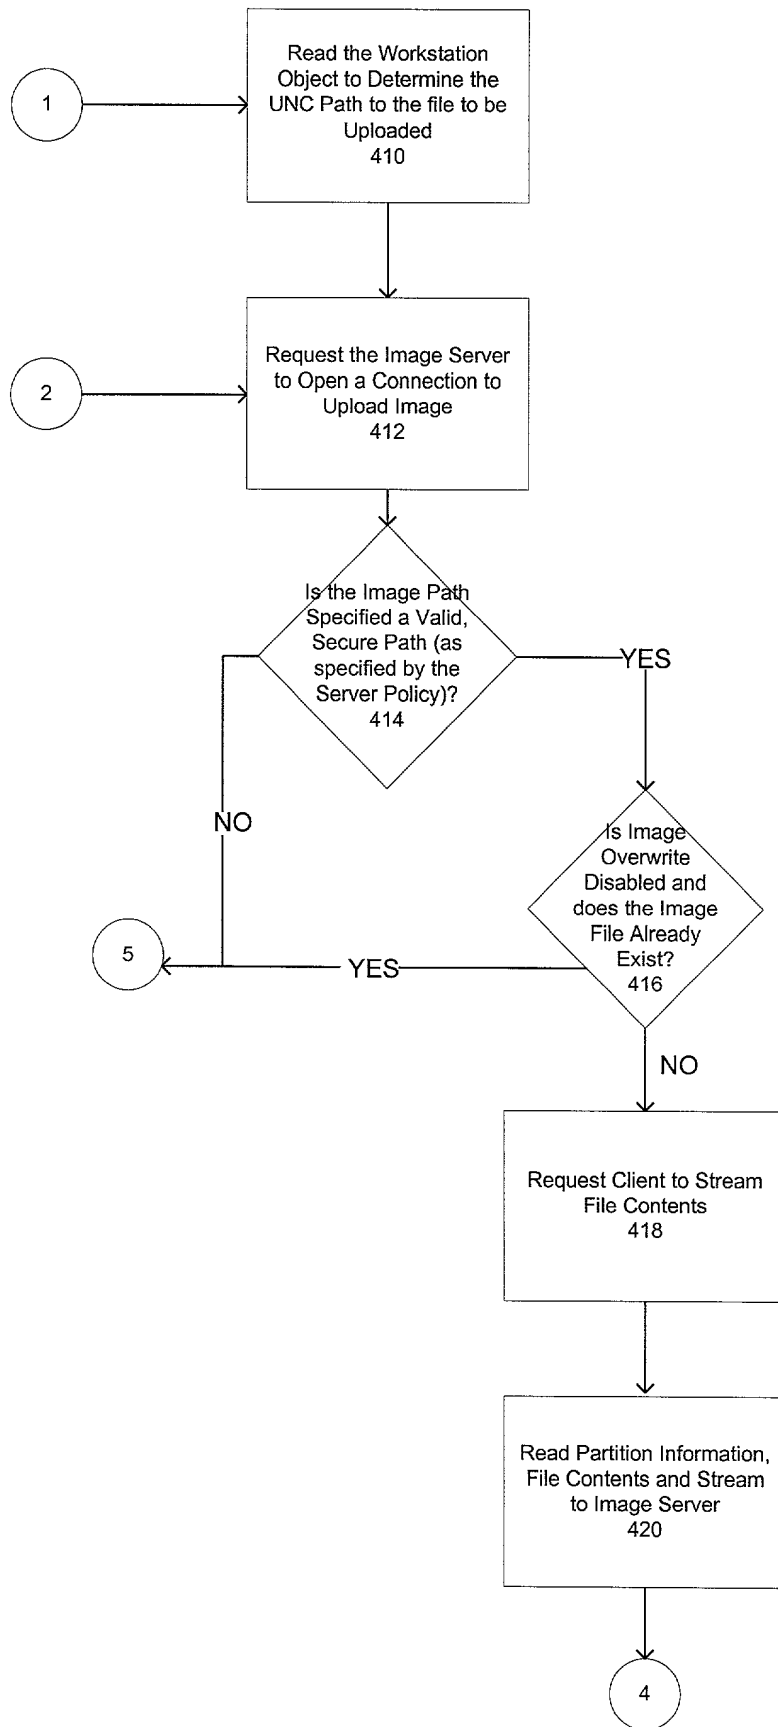 Read the Workstation
Object to Determine the
UNC Path to the file to be
Uploaded
410
1
Request the Image Server
to Open a Connection to
Upload Image
412
2
Is the Image Path
Specified a Valid,
Secure Path (as
specified by the
Server Policy)?
414
YES
NO
Is Image
Overwrite
Disabled and
does the Image
File Already
Exist?
416
5
YES
NO
Request Client to Stream
File Contents
418
Read Partition Information,
File Contents and Stream
to Image Server
420
4